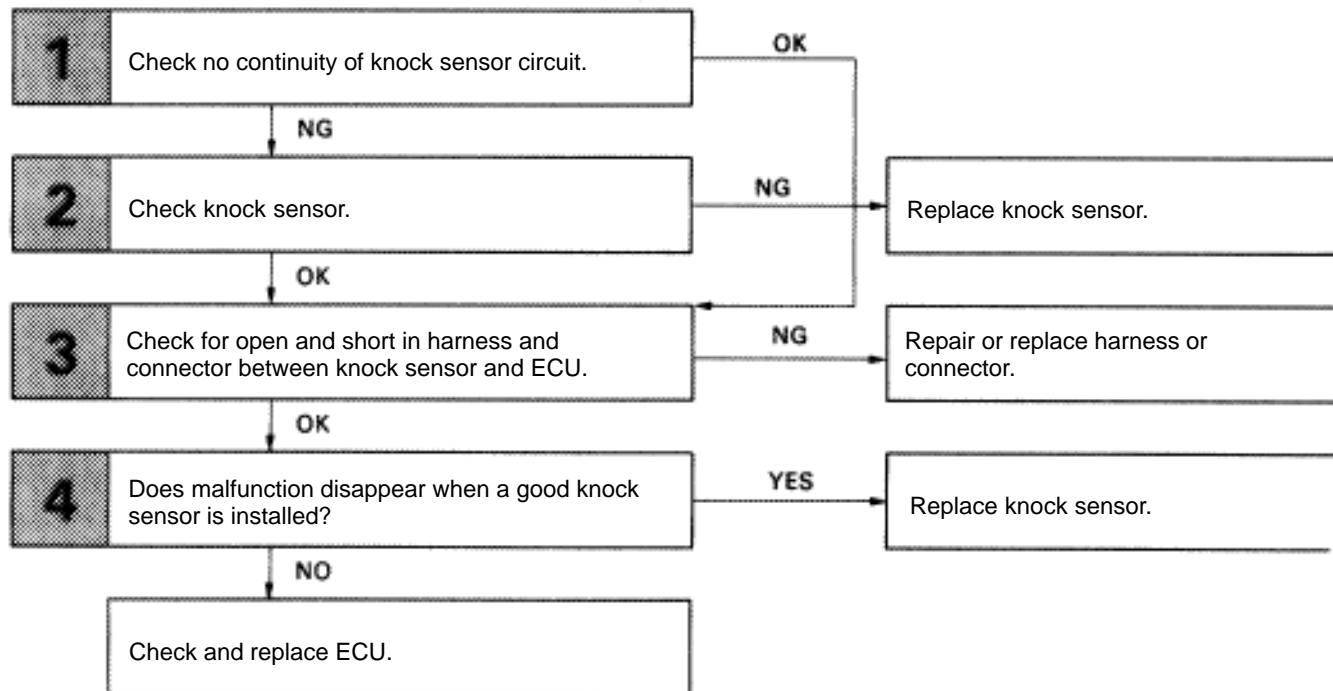 1
Check no continuity of knock sensor circuit.
OK
NG
2
Check knock sensor.
NG
Replace knock sensor.
OK
3
Check for open and short in harness and
connector between knock sensor and ECU.
NG
Repair or replace harness or
connector.
OK
4
Does malfunction disappear when a good knock
sensor is installed?
YES
Replace knock sensor.
NO
Check and replace ECU.